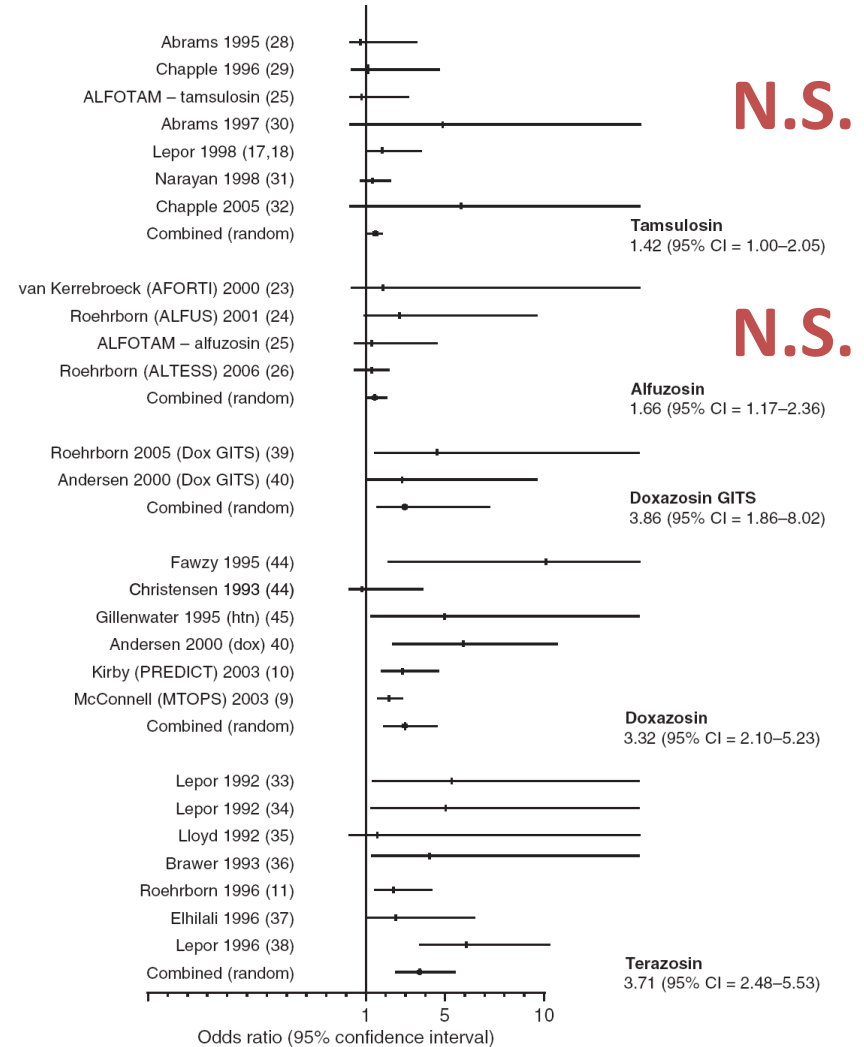 Abrams 1995 (28)
Chapple 1996 (29)
ALFOTAM – tamsulosin (25)
N.S.
Abrams 1997 (30)
Lepor 1998 (17,18)
Narayan 1998 (31)
Chapple 2005 (32)
Combined (random)
Tamsulosin
1.42 (95% CI = 1.00–2.05)
van Kerrebroeck (AFORTI) 2000 (23)
Roehrborn (ALFUS) 2001 (24)
N.S.
ALFOTAM – alfuzosin (25)
Roehrborn (ALTESS) 2006 (26)
Combined (random)
Alfuzosin
1.66 (95% CI = 1.17–2.36)
Roehrborn 2005 (Dox GITS) (39)
Andersen 2000 (Dox GITS) (40)
Combined (random)
Doxazosin GITS
3.86 (95% CI = 1.86–8.02)
Fawzy 1995 (44)
Christensen 1993 (44)
Gillenwater 1995 (htn) (45)
Andersen 2000 (dox) 40)
Kirby (PREDICT) 2003 (10)
McConnell (MTOPS) 2003 (9)
Combined (random)
Doxazosin
3.32 (95% CI = 2.10–5.23)
Lepor 1992 (33)
Lepor 1992 (34)
Lloyd 1992 (35)
Brawer 1993 (36)
Roehrborn 1996 (11)
Elhilali 1996 (37)
Lepor 1996 (38)
Combined (random)
Terazosin
3.71 (95% CI = 2.48–5.53)
1 5 10
Odds ratio (95% confidence interval)